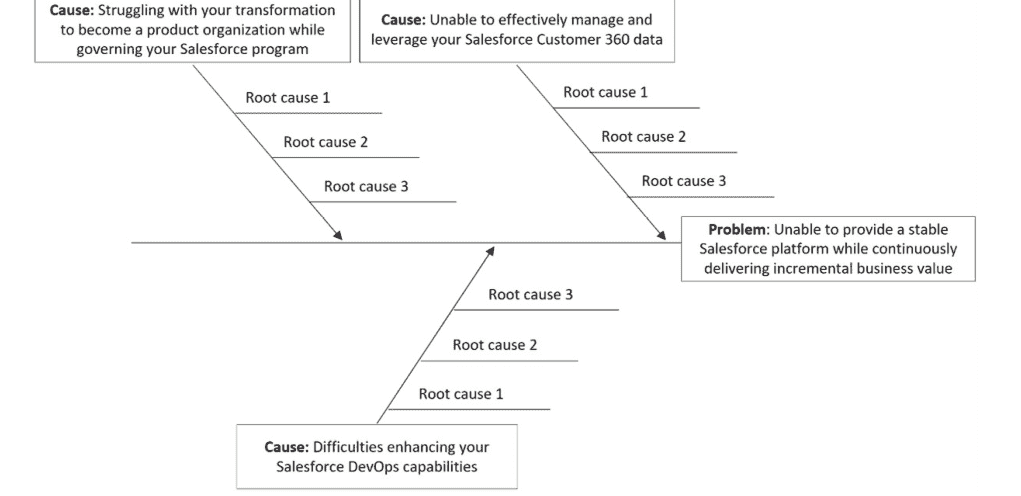 Cause: Struggling with your transformation
to become a product organization while
governing your Salesforce program
Cause: Unable to effectively manage and
leverage your Salesforce Customer 360 data
Root cause 1
Root cause 2
Root cause 3
Root cause 1
Root cause 2
Root cause 3
Problem: Unable to provide a stable
Salesforce platform while continuously
delivering incremental business value
Root cause 3
Root cause 2
Root cause 1
Cause: Difficulties enhancing your
Salesforce DevOps capabilities